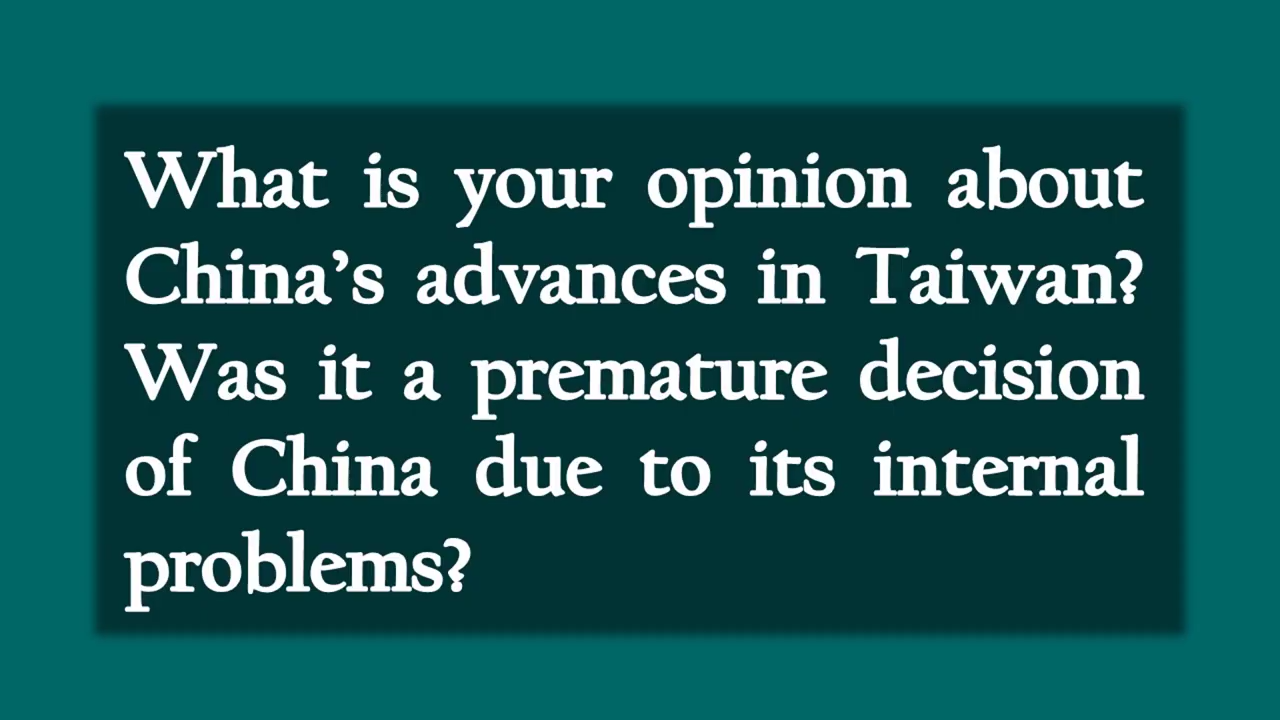 What is your opinion about
China’s advances in Taiwan?
Was it a premature decision
of China due to its internal
problems?